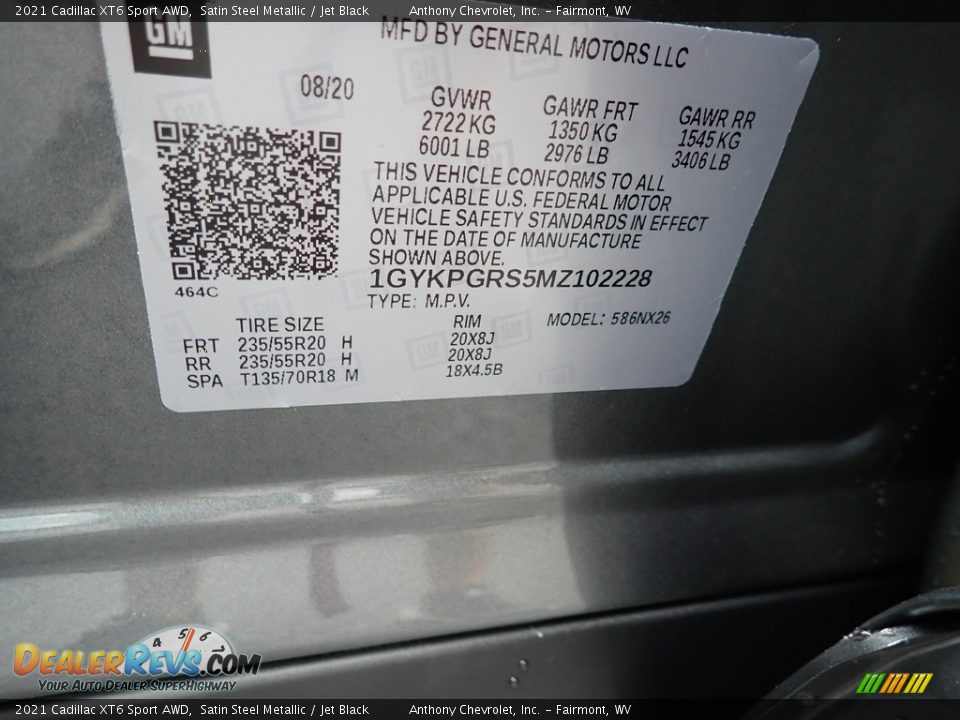 2021 Cadillac XT6 Sport AWD, Satin Steel Metallic / Jet Black Anthony Chevrolet, Inc. - Fairmont, WV
GM
MFD BY GENERAL MOTORS LLC
08/20
GVWR GAWR FRT GAWR RR
2722 KG 1350 KG 1545 KG
6001 LB 2976 LB 3406 LB
THIS VEHICLE CONFORMS TO ALL
APPLICABLE U.S. FEDERAL MOTOR
VEHICLE SAFETY STANDARDS IN EFFECT
ON THE DATE OF MANUFACTURE
SHOWN ABOVE.
1GYKPGRS5MZ102228
464C
TYPE: M.P.V.
TIRE SIZE RIM MODEL: 586NX26
FRT 235/55R20 H 20X8J
RR 235/55R20 H 20X8J
SPA T135/70R18 M 18X4.5B
4 5 6
DealerRevs.com
Your Auto Dealer SuperHighway
2021 Cadillac XT6 Sport AWD, Satin Steel Metallic / Jet Black Anthony Chevrolet, Inc. - Fairmont, WV